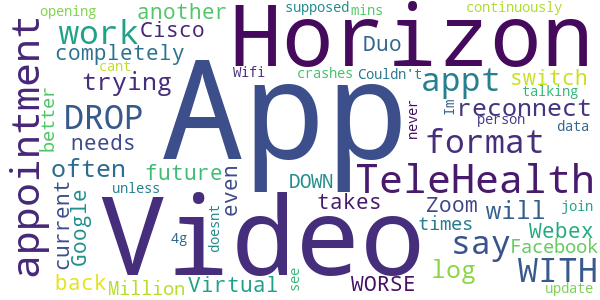 opening
another
supposed
mins
Horizon
continuously
work
Cisco
completely
Duo
cant
Wifi
crashes
Couldn't
appt
switch
talking
trying
App
appointment
better
DROP
never
Im
reconnect
person
data
needs
format
often
future
DOWN
TeleHealth
unless
even
takes
Zoom
will
current
Google
Video
times
Webex
4g
doesnt
say
Facebook
join
back
Million
Virtual
see
WORSE
log
WITH
update